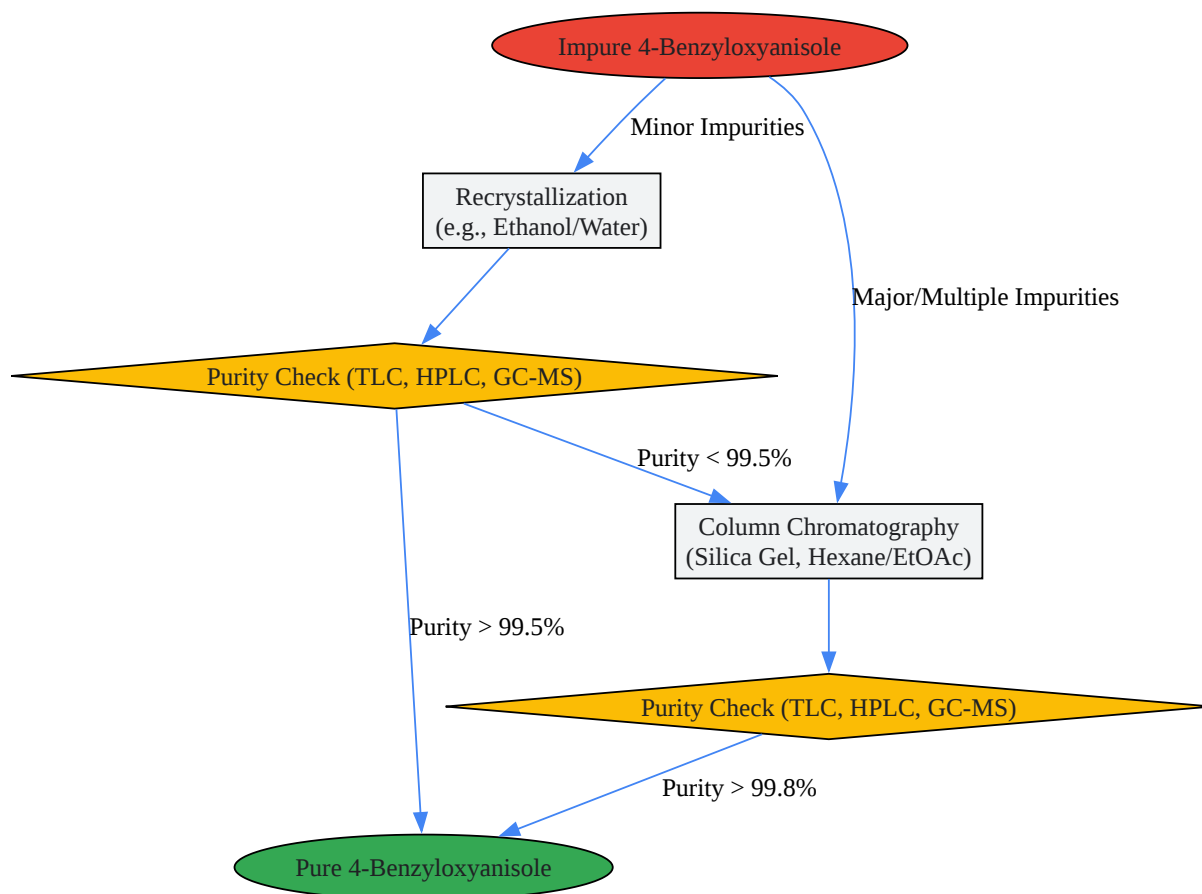 Impure 4-Benzyloxyanisole
Minor Impurities
Recrystallization
(e.g., Ethanol/Water)
Major/Multiple Impurities
Purity Check (TLC, HPLC, GC-MS)
Purity < 99.5%
Column Chromatography
(Silica Gel, Hexane/EtOAc)
Purity > 99.5%
Purity Check (TLC, HPLC, GC-MS)
Purity > 99.8%
Pure 4-Benzyloxyanisole